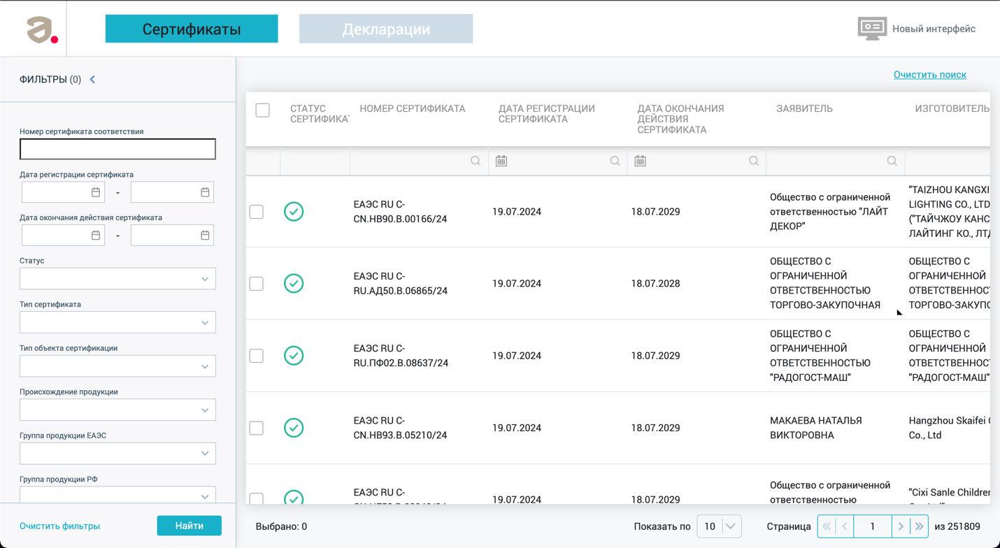 Сертификаты
Декларации
Новый интерфейс
ФИЛЬТРЫ (0)
Очистить поиск
Номер сертификата соответствия
Дата регистрации сертификата
-
Дата окончания действия сертификата
-
Статус
Тип сертификата
Тип объекта сертификации
Происхождение продукции
Группа продукции ЕАЭС
Группа продукции РФ
Очистить фильтры
Найти
СТАТУС
НОМЕР СЕРТИФИКАТА
ДАТА РЕГИСТРАЦИИ
СЕРТИФИКАТА
ДАТА ОКОНЧАНИЯ
ДЕЙСТВИЯ
СЕРТИФИКАТА
ЗАЯВИТЕЛЬ
ИЗГОТОВИТЕЛЬ
ЕАЭС RU С-
CN.НВ90.В.00166/24
19.07.2024
18.07.2029
Общество с ограниченной
ответственностью "ЛАЙТ
ДЕКОР"
"TAIZHOU KANGXI
LIGHTING CO., LTD
("ТАЙЧЖОУ КАНС
ЛАЙТИНГ КО., ЛТД
ЕАЭС RU С-
RU.АД50.В.06865/24
19.07.2024
18.07.2028
ОБЩЕСТВО С
ОГРАНИЧЕННОЙ
ОТВЕТСТВЕННОСТЬЮ
ТОРГОВО-ЗАКУПОЧНАЯ
ОБЩЕСТВО С
ОГРАНИЧЕННОЙ
ОТВЕТСТВЕННОСТ
ТОРГОВО-ЗАКУПО
ЕАЭС RU С-
RU.ПФ02.В.08637/24
19.07.2024
18.07.2029
ОБЩЕСТВО С
ОГРАНИЧЕННОЙ
ОТВЕТСТВЕННОСТЬЮ
"РАДОГОСТ-МАШ"
ОБЩЕСТВО С
ОГРАНИЧЕННОЙ
ОТВЕТСТВЕННОСТ
"РАДОГОСТ-МАШ"
ЕАЭС RU С-
CN.НВ93.В.05210/24
19.07.2024
18.07.2029
МАКАЕВА НАТАЛЬЯ
ВИКТОРОВНА
Hangzhou Skaifei
Co., Ltd
ЕАЭС RU С-
19.07.2024
18.07.2029
Общество с ограниченной
ответственностью
"Cixi Sanle Children
Выбрано: 0
Показать по
10
Страница
1
из 251809